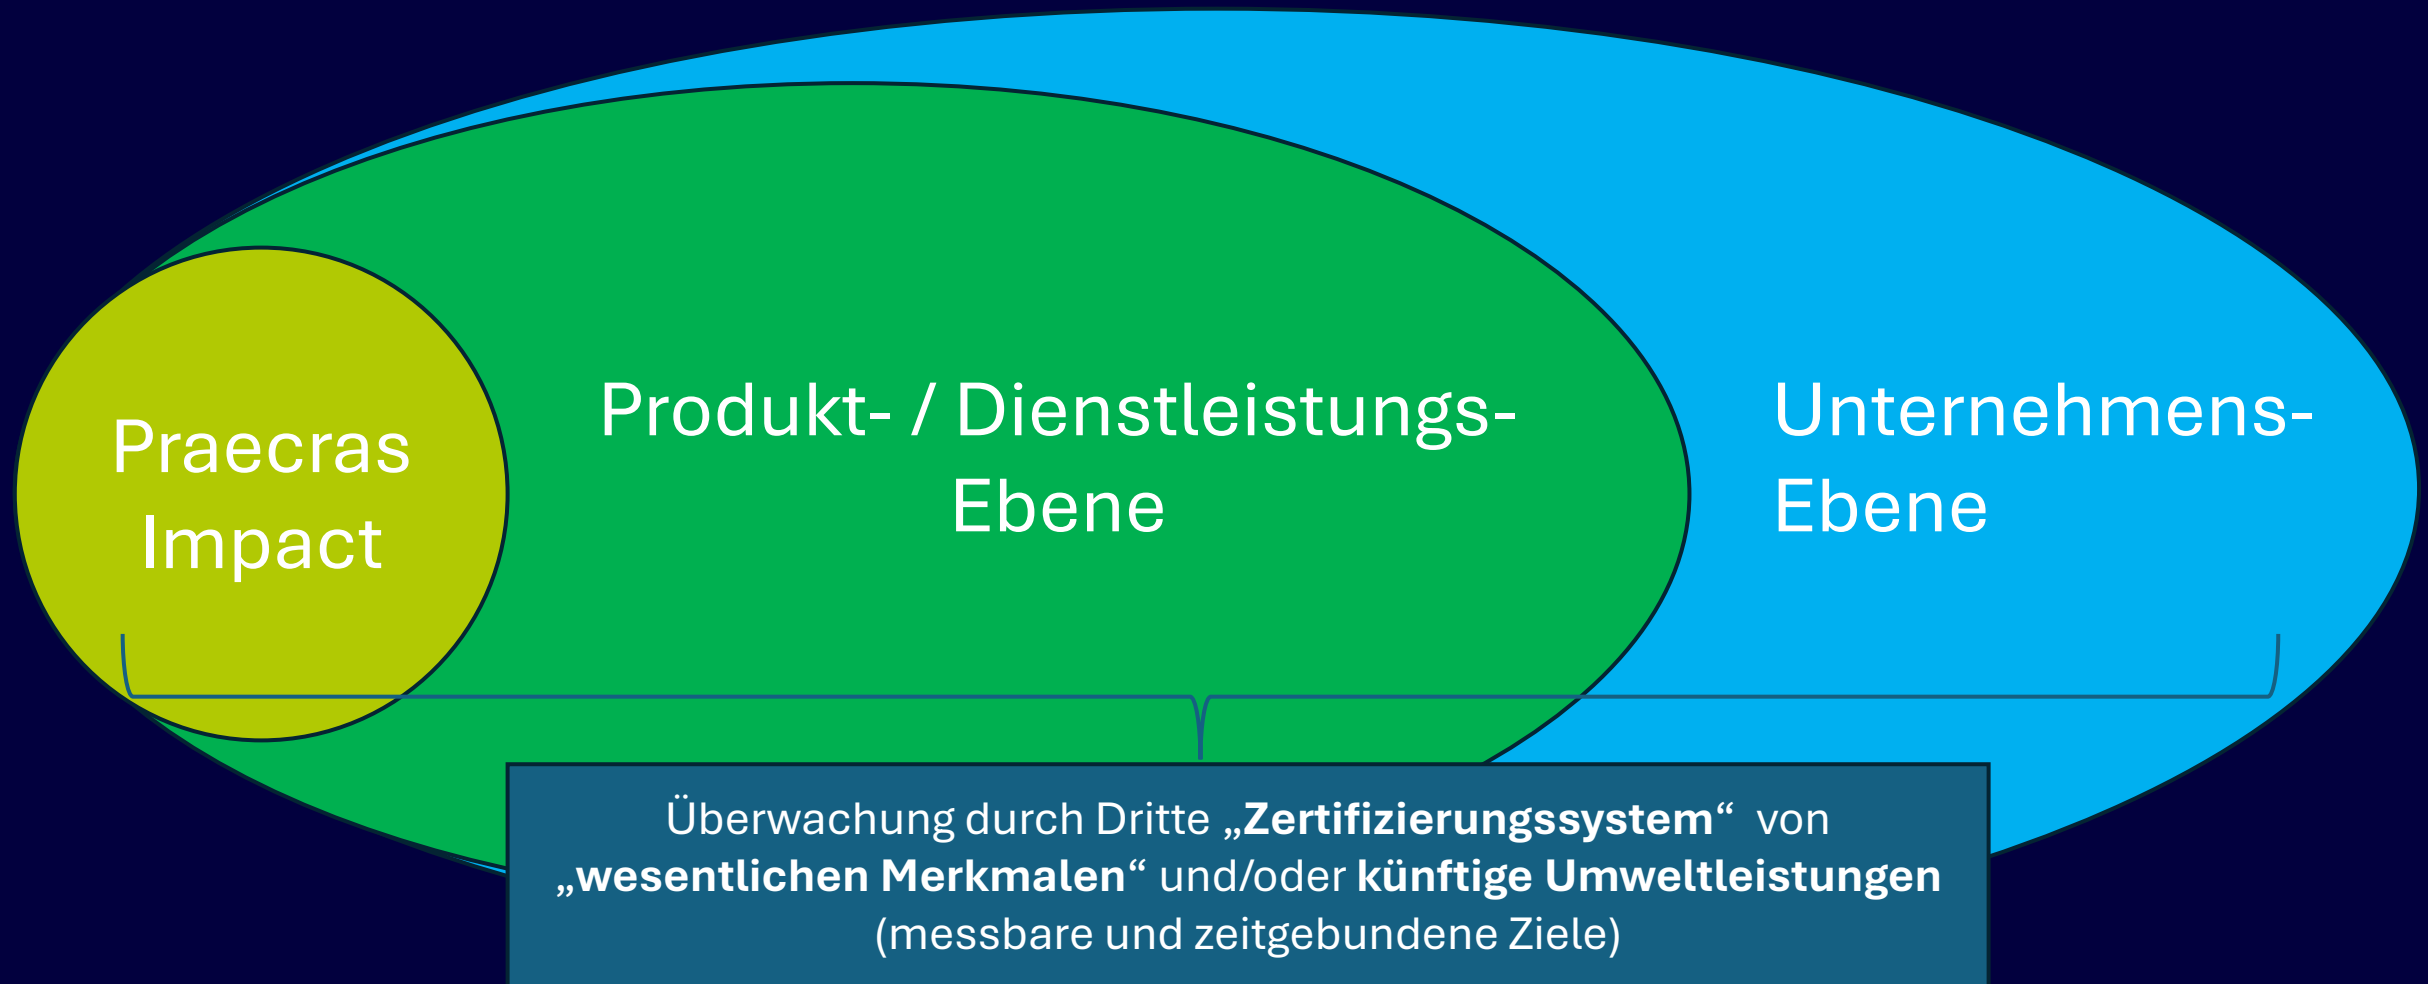 Praecras
Impact
Produkt- / Dienstleistungs-
Ebene
Unternehmens-
Ebene
Überwachung durch Dritte „Zertifizierungssystem“ von
„wesentlichen Merkmalen“ und/oder künftige Umweltleistungen
(messbare und zeitgebundene Ziele)